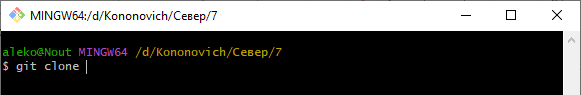 MINGW64:/d/Kononovich/Север/7
aleko@Nout MINGW64 /d/Kononovich/Север/7
$ git clone